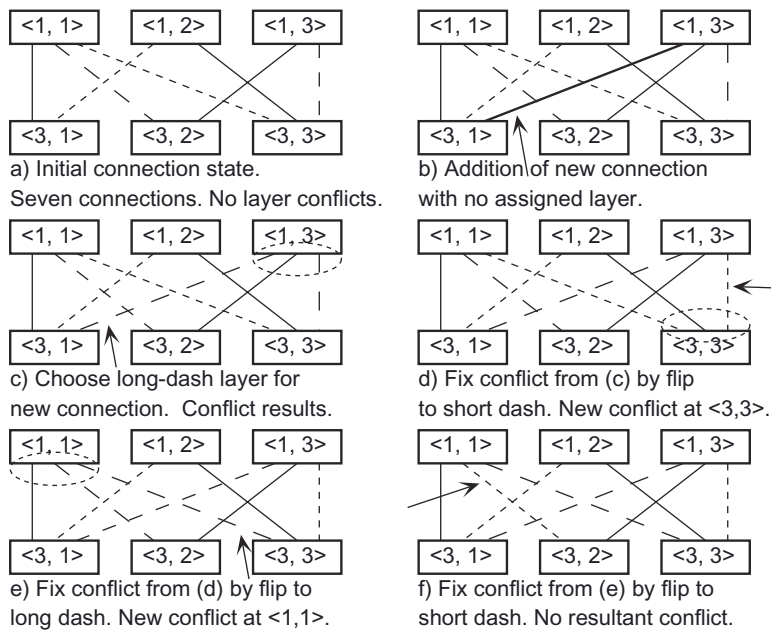 <1, 1> <1, 2> <1, 3>
<3, 1> <3, 2> <3, 3>
a) Initial connection state.
Seven connections. No layer conflicts.
<1, 1> <1, 2> <1, 3>
<3, 1> <3, 2> <3, 3>
b) Addition of new connection
with no assigned layer.
<1, 1> <1, 2> <1, 3>
<3, 1> <3, 2> <3, 3>
c) Choose long-dash layer for
new connection. Conflict results.
<1, 1> <1, 2> <1, 3>
<3, 1> <3, 2> <3, 3>
d) Fix conflict from (c) by flip
to short dash. New conflict at <3,3>.
<1, 1> <1, 2> <1, 3>
<3, 1> <3, 2> <3, 3>
e) Fix conflict from (d) by flip to
long dash. New conflict at <1,1>.
<1, 1> <1, 2> <1, 3>
<3, 1> <3, 2> <3, 3>
f) Fix conflict from (e) by flip to
short dash. No resultant conflict.